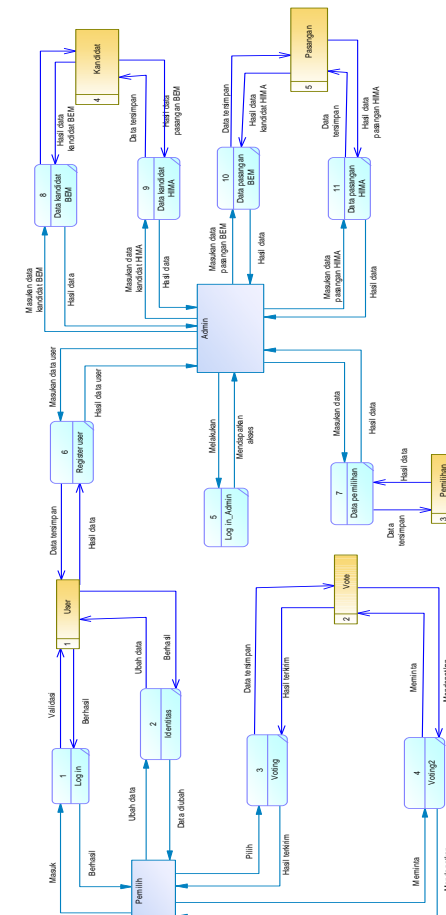 Kandidat
4
Hasil data
kandidat BEM
Data tersimpan
Hasil data
pasangan BEM
8
Data kandidat
BEM
9
Data kandidat
HIMA
Masukan data
kandidat BEM
Hasil data
Masukan data
kandidat HIMA
Hasil data
Pasangan
5
Data tersimpan
Hasil data
kandidat HIMA
Data
tersimpan
Hasil data
pasangan HIMA
10
Data pasangan
BEM
11
Data pasangan
HIMA
Masukan data
pasangan BEM
Hasil data
Masukan data
pasangan HIMA
Hasil data
Admin
Masukan data user
Hasil data user
6
Register user
Data tersimpan
Hasil data
Melakukan
Mendapatkan
akses
5
Log in_Admin
Masukan data
Hasil data
7
Data pemilihan
Data
tersimpan
Hasil data
Pemilihan
3
User
1
Validasi
Berhasil
Ubah data
Berhasil
1
Log in
2
Identitas
Masuk
Berhasil
Ubah data
Data diubah
Pemilih
Vote
2
Data tersimpan
Hasil terkirim
Meminta
3
Voting
4
Voting2
Pilih
Hasil terkirim
Meminta